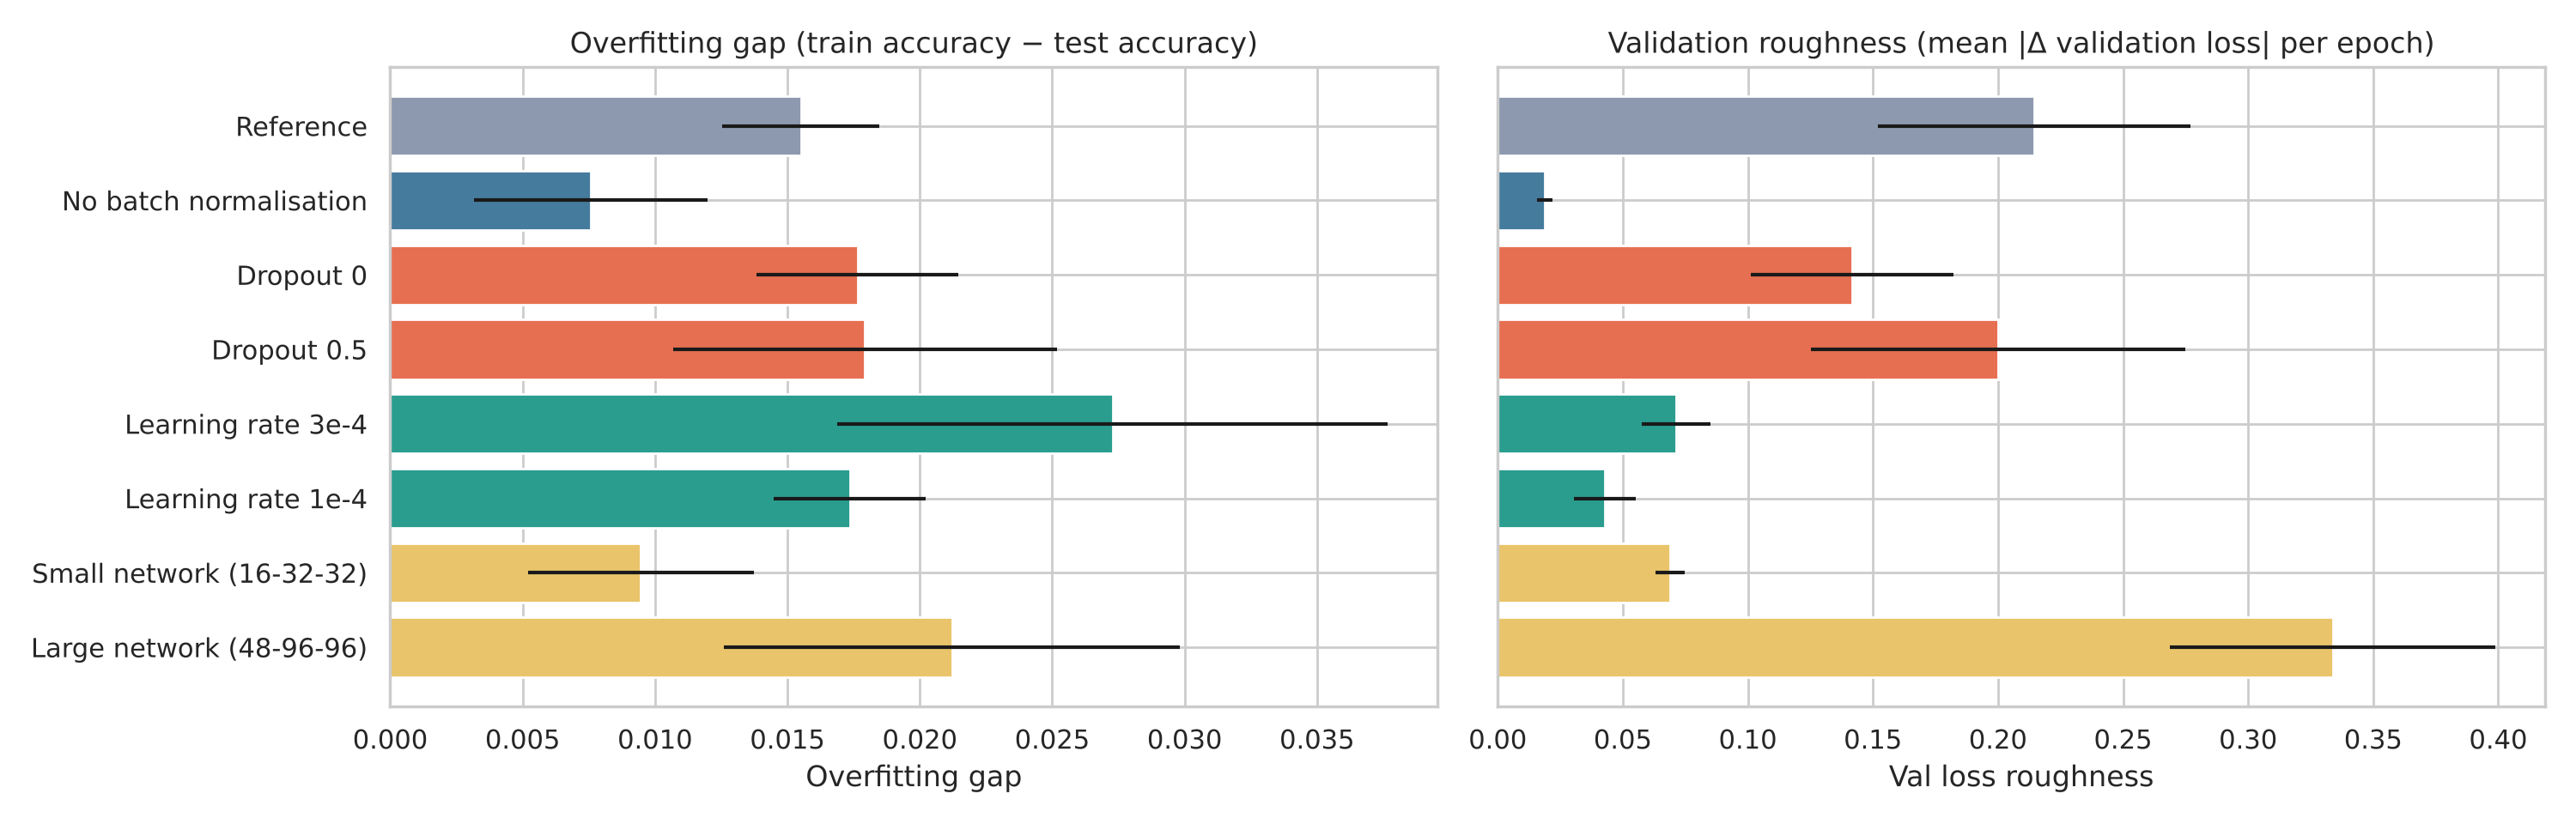 Overfitting gap (train accuracy − test accuracy)
Validation roughness (mean |Δ validation loss| per epoch)
Reference
No batch normalisation
Dropout 0
Dropout 0.5
Learning rate 3e-4
Learning rate 1e-4
Small network (16-32-32)
Large network (48-96-96)
0.000 0.005 0.010 0.015 0.020 0.025 0.030 0.035
Overfitting gap
0.00 0.05 0.10 0.15 0.20 0.25 0.30 0.35 0.40
Val loss roughness